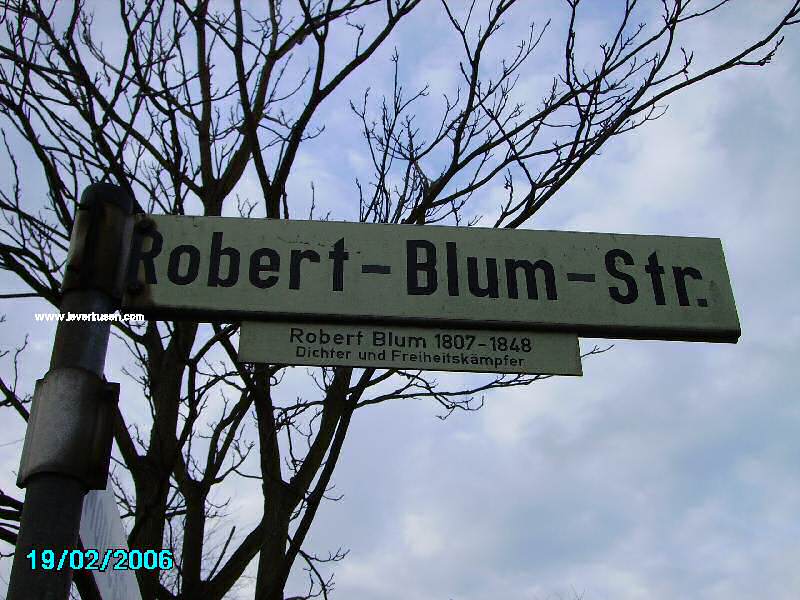 Robert-Blum-Str.
www.leverkusen.com
Robert Blum 1807-1848
Dichter und Freiheitskämpfer
19/02/2006